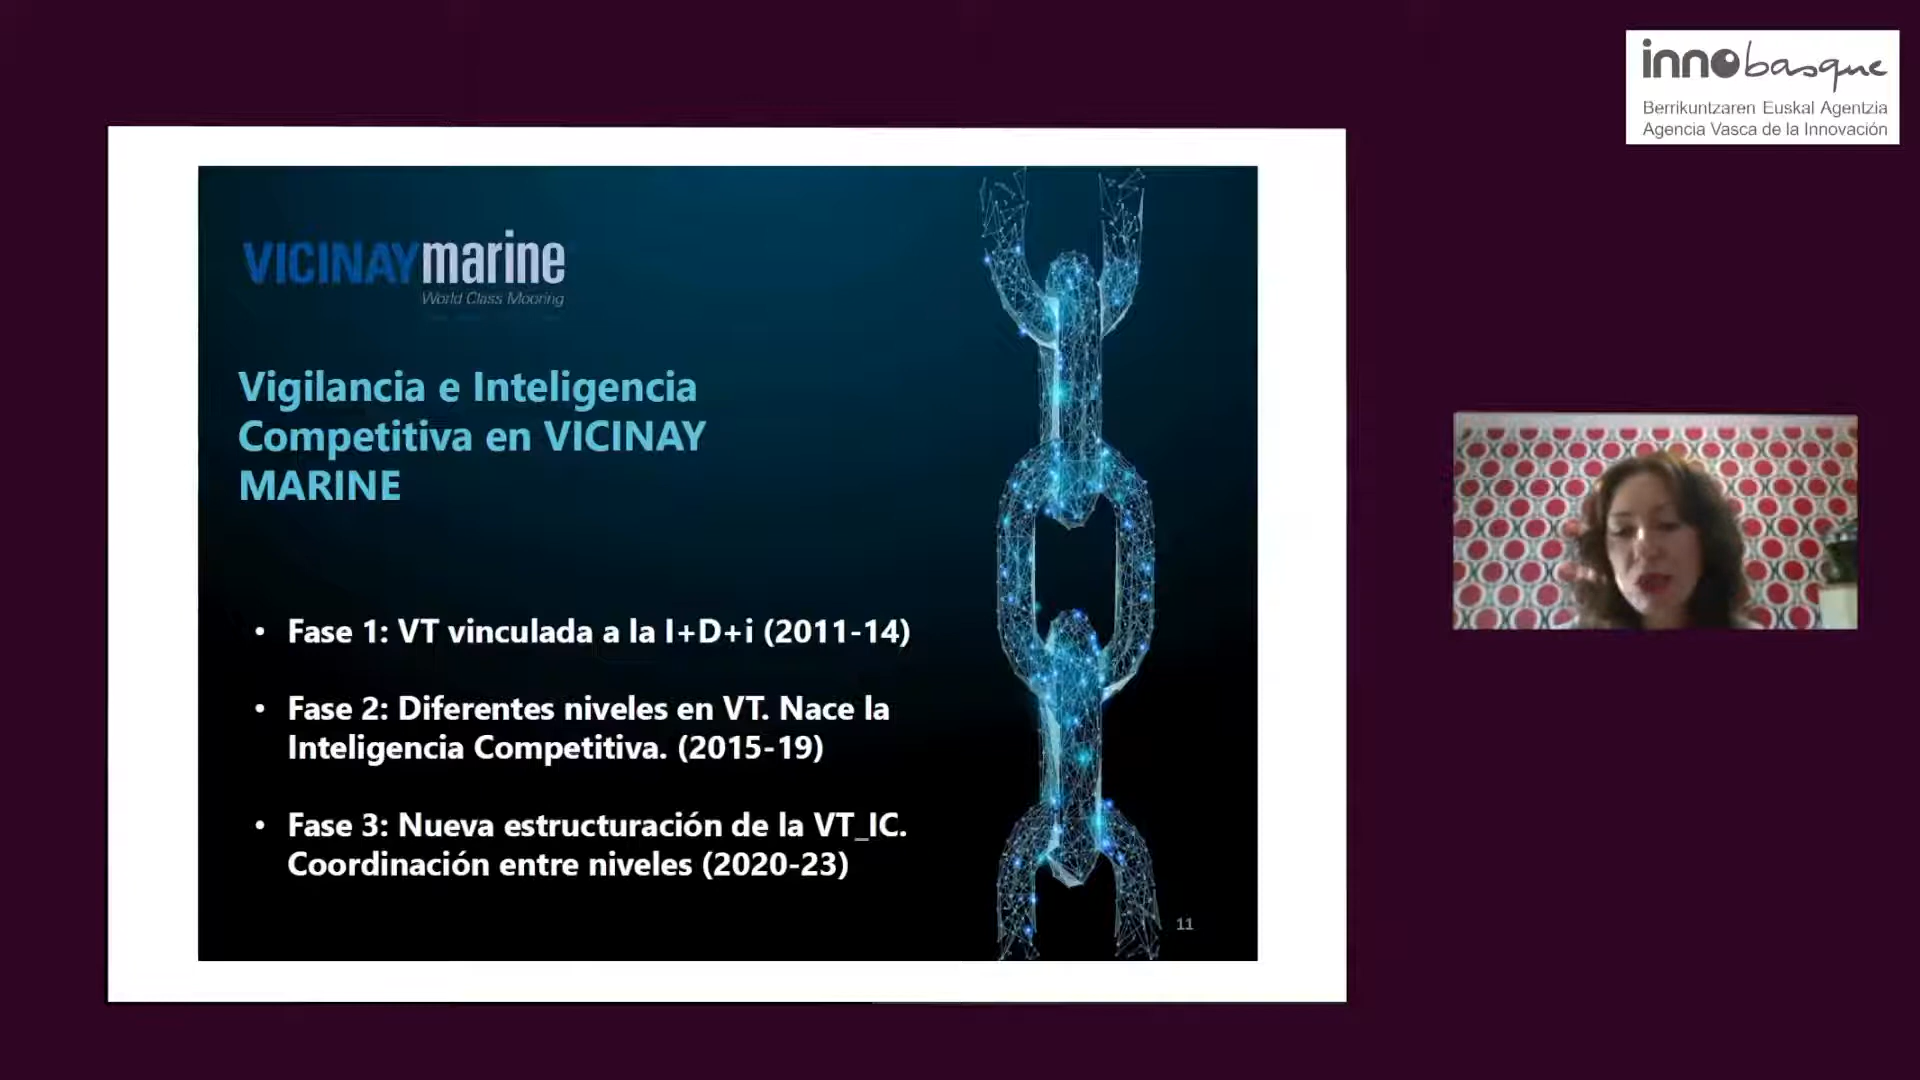 innobasque
Berrikuntzaren Euskal Agentzia
Agencia Vasca de la Innovación
VICINAYmarine
World Class Mooring
Vigilancia e Inteligencia
Competitiva en VICINAY
MARINE
• Fase 1: VT vinculada a la I+D+i (2011-14)
• Fase 2: Diferentes niveles en VT. Nace la
Inteligencia Competitiva. (2015-19)
• Fase 3: Nueva estructuración de la VT_IC.
Coordinación entre niveles (2020-23)
11